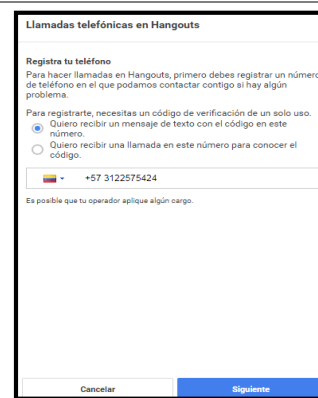 Llamadas telefónicas en Hangouts
Registra tu teléfono
Para hacer llamadas en Hangouts, primero debes registrar un número
de teléfono en el que podamos contactar contigo si hay algún
problema.
Para registrarte, necesitas un código de verificación de un solo uso.
Quiero recibir un mensaje de texto con el código en este
número.
Quiero recibir una llamada en este número para conocer el
código.
+57 3122575424
Es posible que tu operador aplique algún cargo.
Cancelar
Siguiente